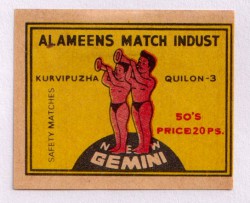 ALAMEENS MATCH INDUST
KURVIPUZHA QUILON-3
SAFETY MATCHES
50'S
PRICE 20 PS.
NEW
GEMINI